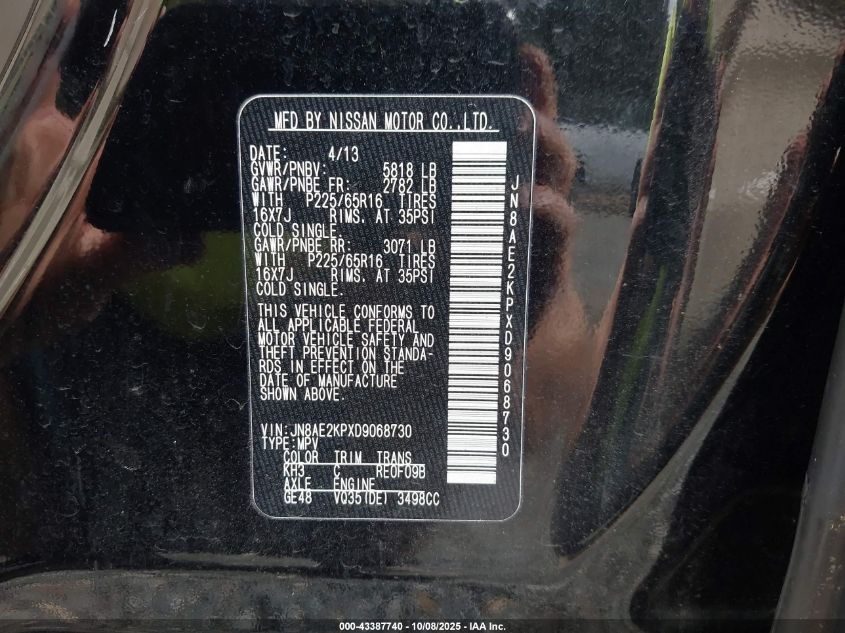 MFD BY NISSAN MOTOR CO.,LTD.
DATE: 4/13
GVWR/PNBV: 5818 LB
GAWR/PNBE FR: 2782 LB
WITH P225/65R16 TIRES
16X7J RIMS. AT 35PSI
COLD SINGLE.
GAWR/PNBE RR: 3071 LB
WITH P225/65R16 TIRES
16X7J RIMS. AT 35PSI
COLD SINGLE.
THIS VEHICLE CONFORMS TO
ALL APPLICABLE FEDERAL
MOTOR VEHICLE SAFETY AND
THEFT PREVENTION STANDA-
RDS IN EFFECT ON THE
DATE OF MANUFACTURE
SHOWN ABOVE.
VIN: JN8AE2KPXD9068730
TYPE: MPV
COLOR TRIM TRANS
KH3 C RE0F09B
AXLE ENGINE
GE48 VQ35(DE) 3498CC
JN8AE2KPXD9068730
000-43387740 - 10/08/2025 - IAA Inc.